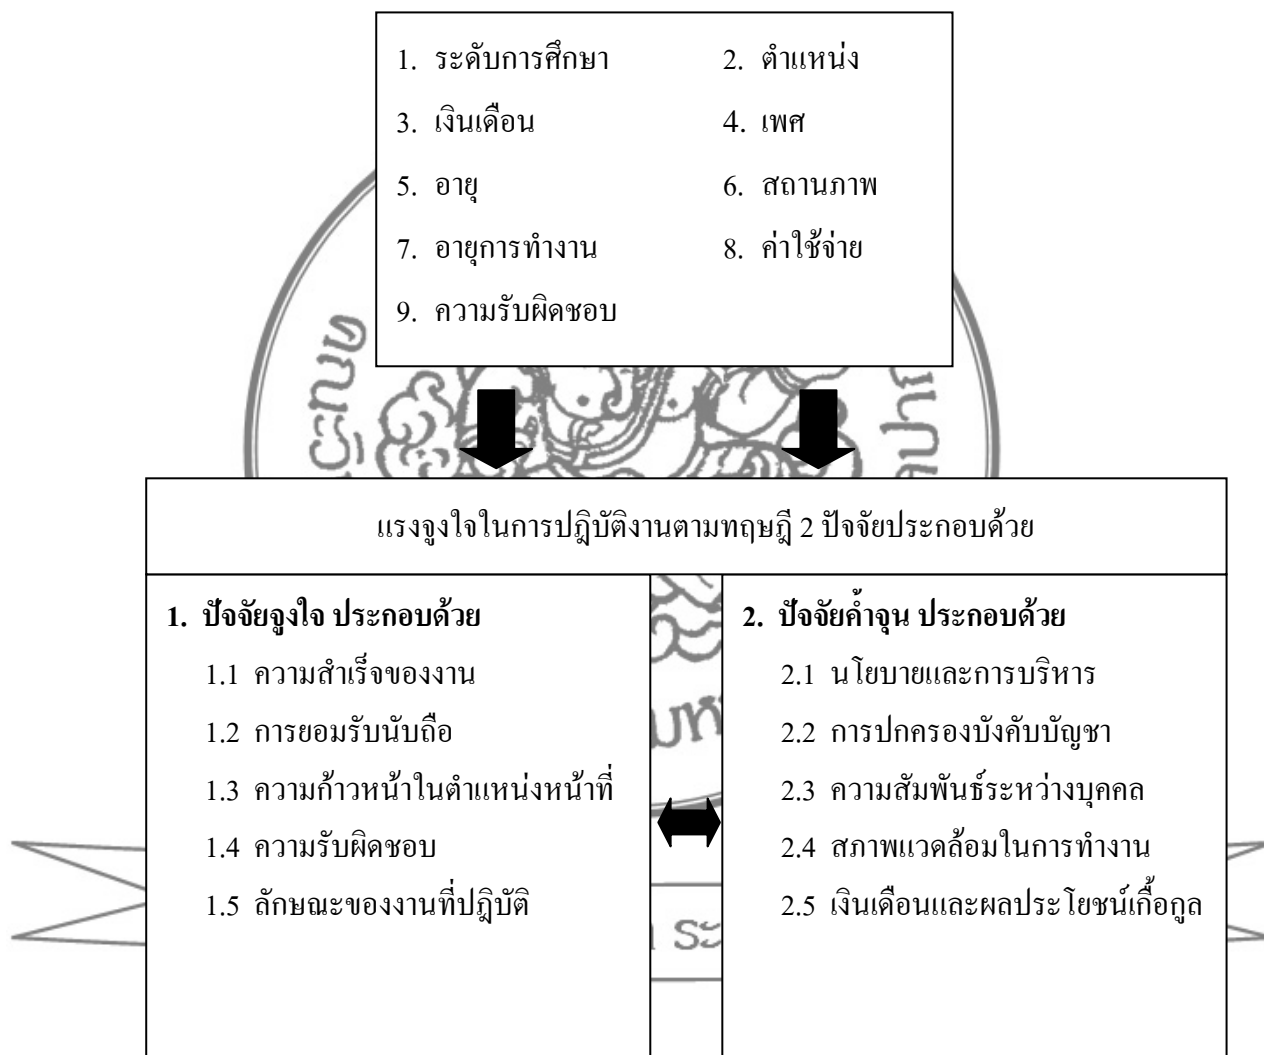 1. ระดับการศึกษา 2. ตำแหน่ง
3. เงินเดือน 4. เพศ
5. อายุ 6. สถานภาพ
7. อายุการทำงาน 8. ค่าใช้จ่าย
9. ความรับผิดชอบ
แรงจูงใจในการปฎิบัติงานตามทฤษฎี 2 ปัจจัยประกอบด้วย
1. ปัจจัยจูงใจ ประกอบด้วย
1.1 ความสำเร็จของงาน
1.2 การยอมรับนับถือ
1.3 ความก้าวหน้าในตำแหน่งหน้าที่
1.4 ความรับผิดชอบ
1.5 ลักษณะของงานที่ปฎิบัติ
2. ปัจจัยค้ำจุน ประกอบด้วย
2.1 นโยบายและการบริหาร
2.2 การปกครองบังคับบัญชา
2.3 ความสัมพันธ์ระหว่างบุคคล
2.4 สภาพแวดล้อมในการทำงาน
2.5 เงินเดือนและผลประโยชน์เกื้อกูล